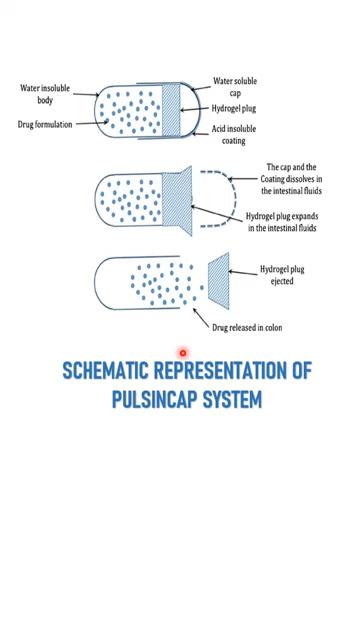 Water insoluble
body
Drug formulation
Water soluble
cap
Hydrogel plug
Acid insoluble
coating
The cap and the
Coating dissolves in
the intestinal fluids
Hydrogel plug expands
in the intestinal fluids
Hydrogel plug
ejected
Drug released in colon
SCHEMATIC REPRESENTATION OF
PULSINCAP SYSTEM